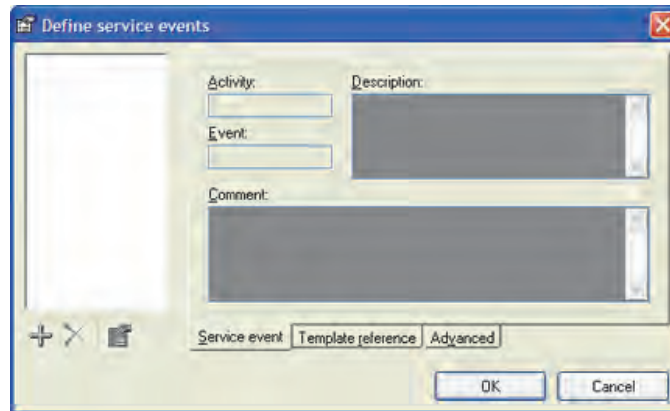 Define service events
Activity: Description:
Event:
Comment:
Service event Template reference Advanced
OK Cancel